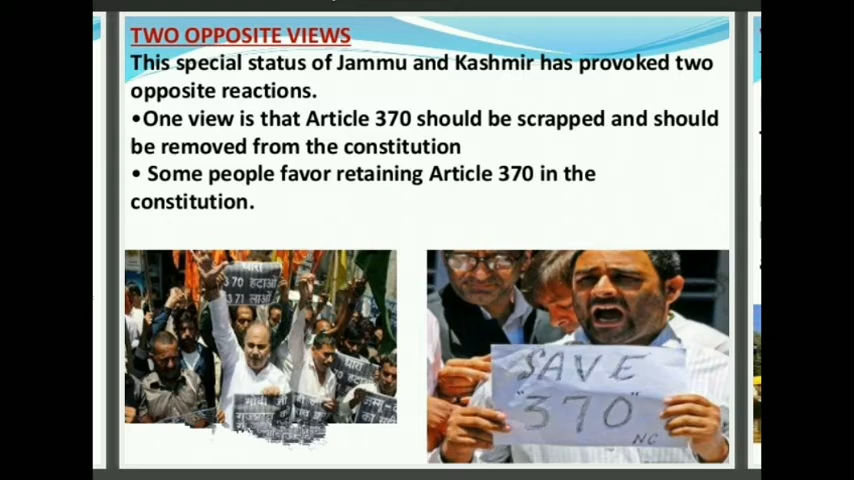 TWO OPPOSITE VIEWS
This special status of Jammu and Kashmir has provoked two
opposite reactions.
•One view is that Article 370 should be scrapped and should
be removed from the constitution
• Some people favor retaining Article 370 in the
constitution.
धारा
370 हटाओ
371 लाओ
धारा
SAVE
"370"
NC